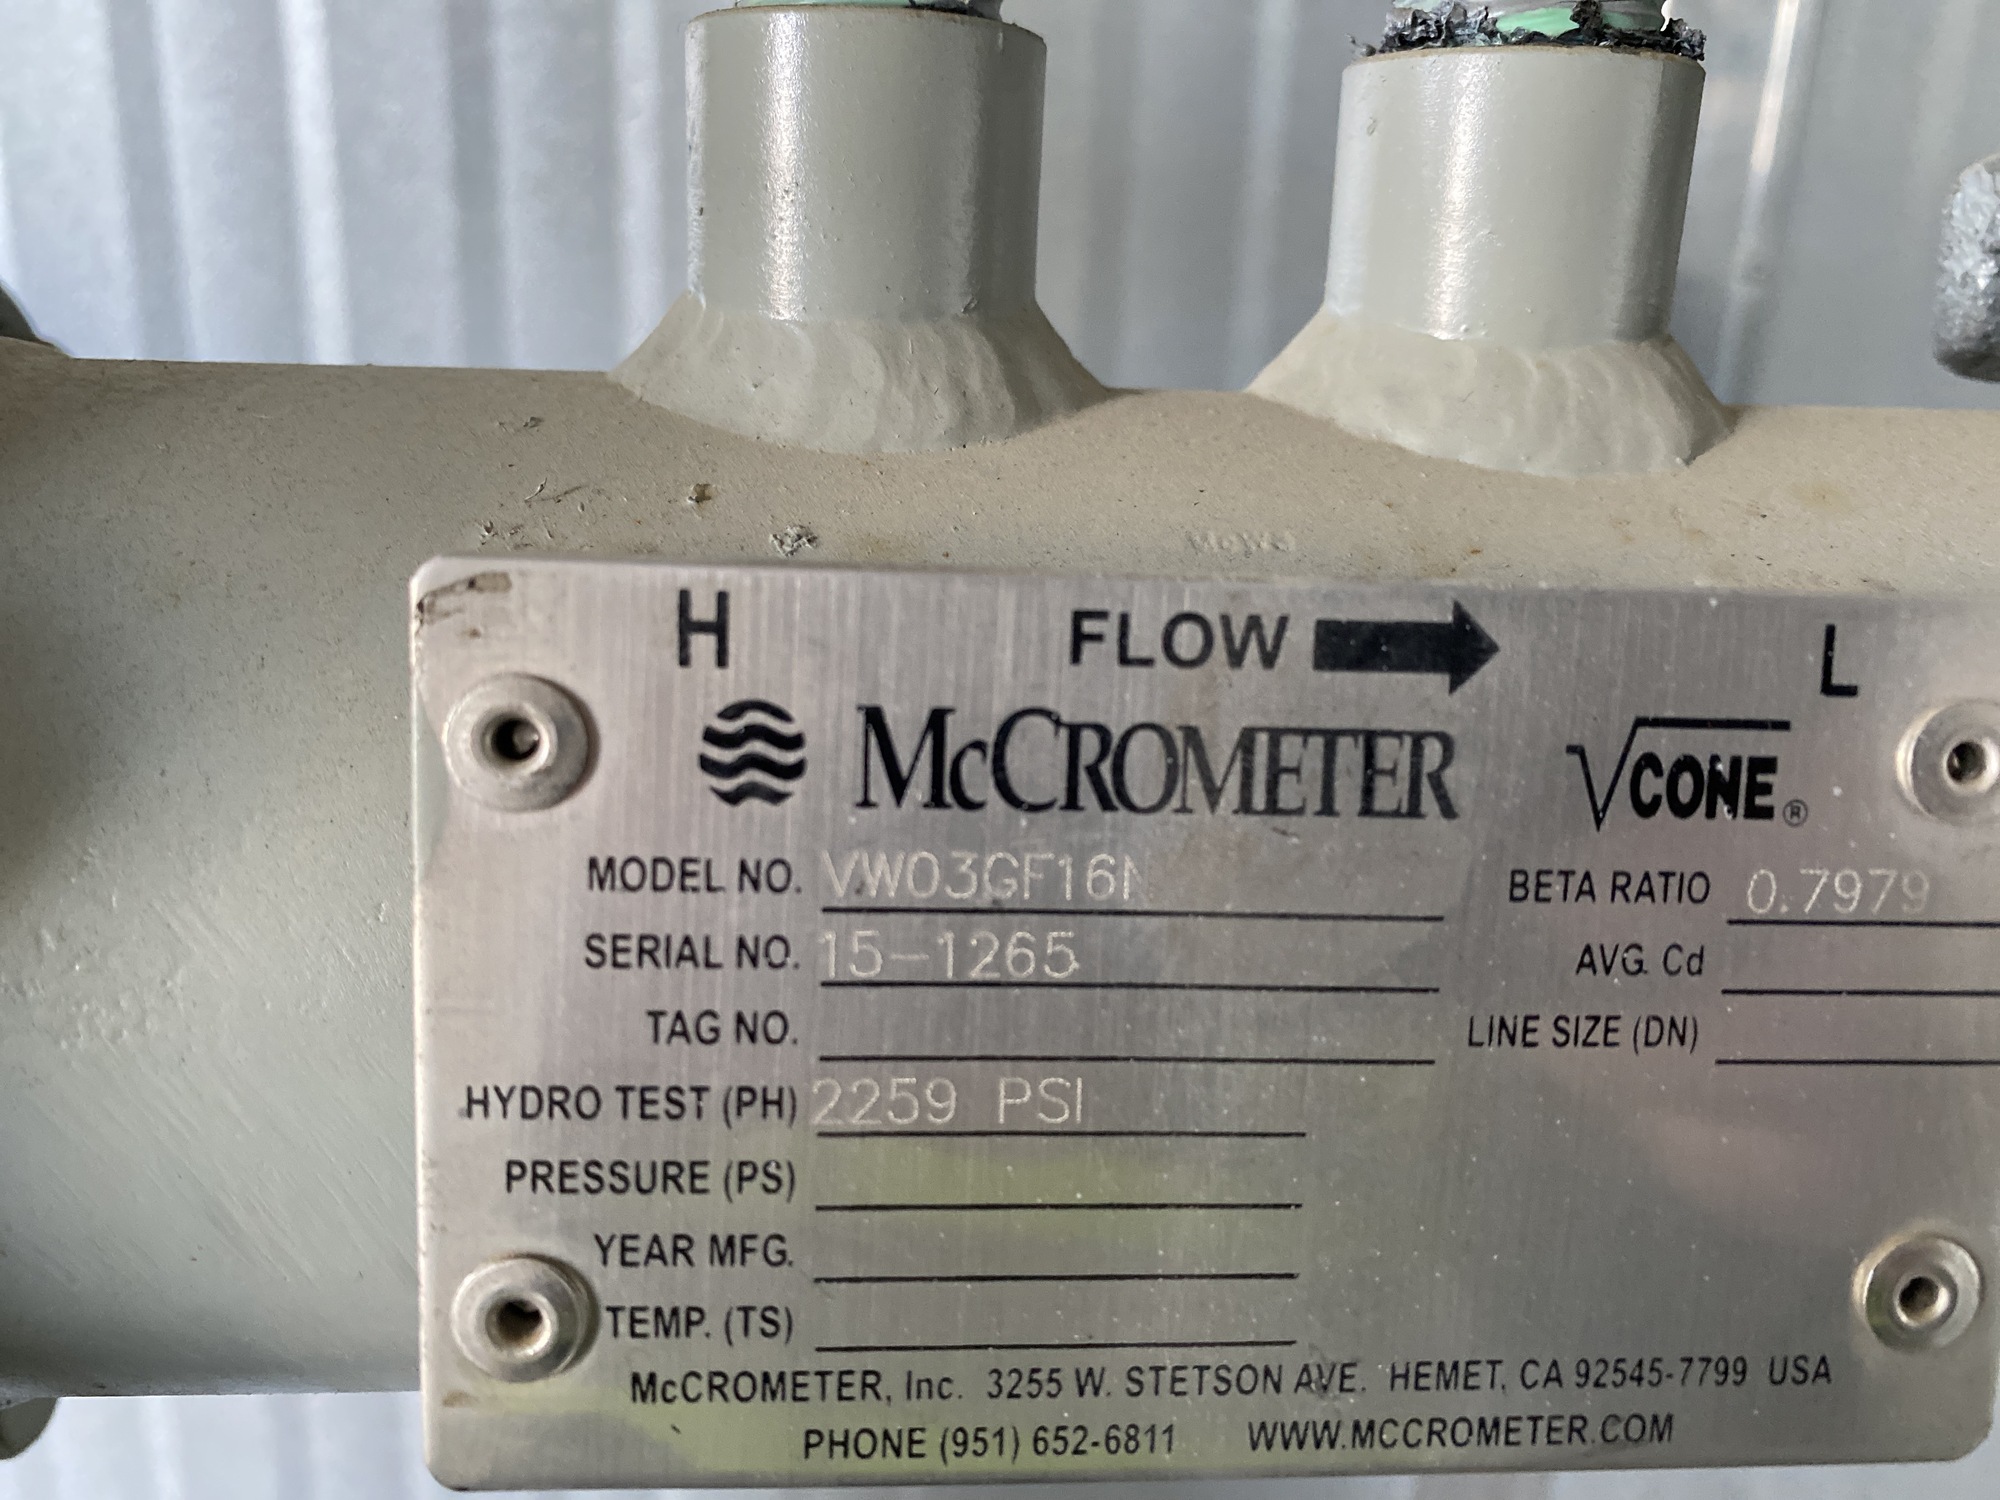 H FLOW L
McCROMETER √CONE®
MODEL NO. VW03GF16N BETA RATIO 0.7979
SERIAL NO. 15-1265 AVG. Cd
TAG NO. LINE SIZE (DN)
HYDRO TEST (PH) 2259 PSI
PRESSURE (PS)
YEAR MFG.
TEMP. (TS)
McCROMETER, Inc. 3255 W. STETSON AVE. HEMET, CA 92545-7799 USA
PHONE (951) 652-6811 WWW.MCCROMETER.COM